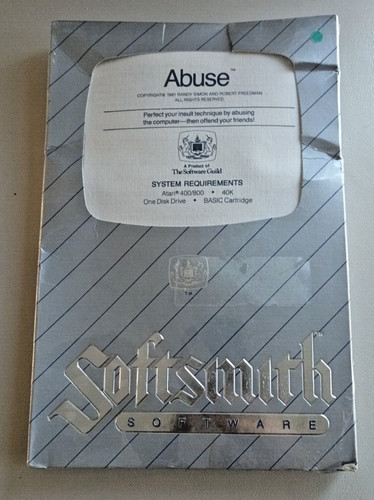 Abuse™
COPYRIGHT© 1981 RANDY SIMON AND ROBERT FREEDMAN
ALL RIGHTS RESERVED.
Perfect your insult technique by abusing
the computer—then offend your friends!
A Product of
The Software Guild
SYSTEM REQUIREMENTS
Atari® 400/800 • 40K
One Disk Drive • BASIC Cartridge
TM
Softsmith™
SOFTWARE